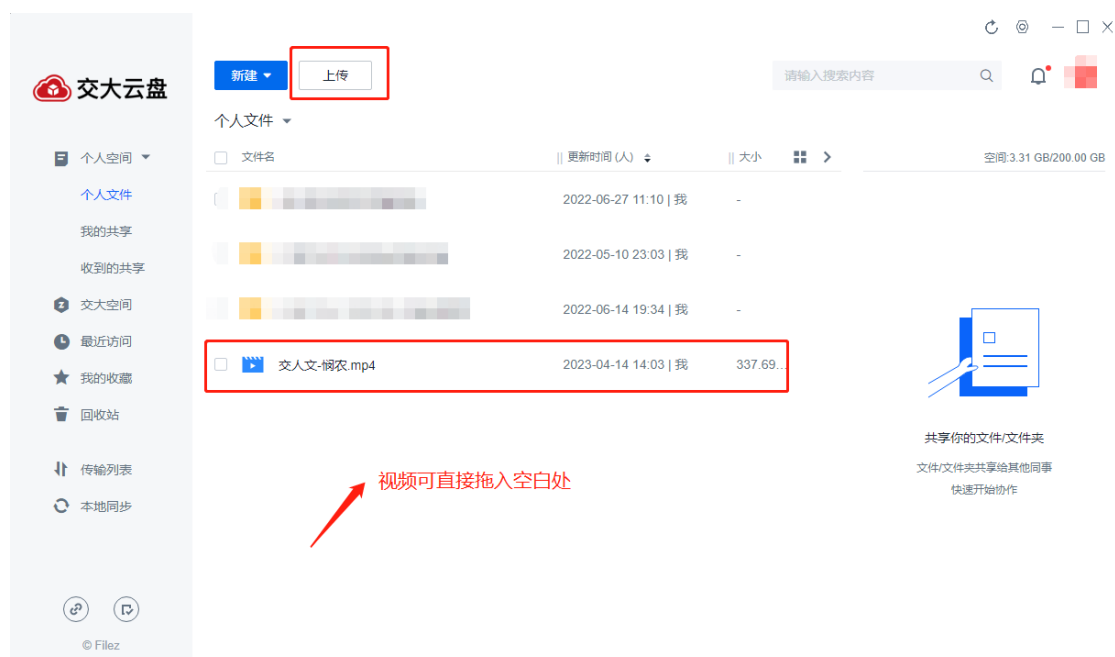 交大云盘
新建
上传
请输入搜索内容
个人文件
文件名
更新时间 (人)
大小
空间:3.31 GB/200.00 GB
个人空间
个人文件
我的共享
收到的共享
交大空间
最近访问
我的收藏
回收站
传输列表
本地同步
2022-06-27 11:10 | 我
-
2022-05-10 23:03 | 我
-
2022-06-14 19:34 | 我
-
交人文-悯农.mp4
2023-04-14 14:03 | 我
337.69...
视频可直接拖入空白处
共享你的文件/文件夹
文件/文件夹共享给其他同事
快速开始协作
© Filez